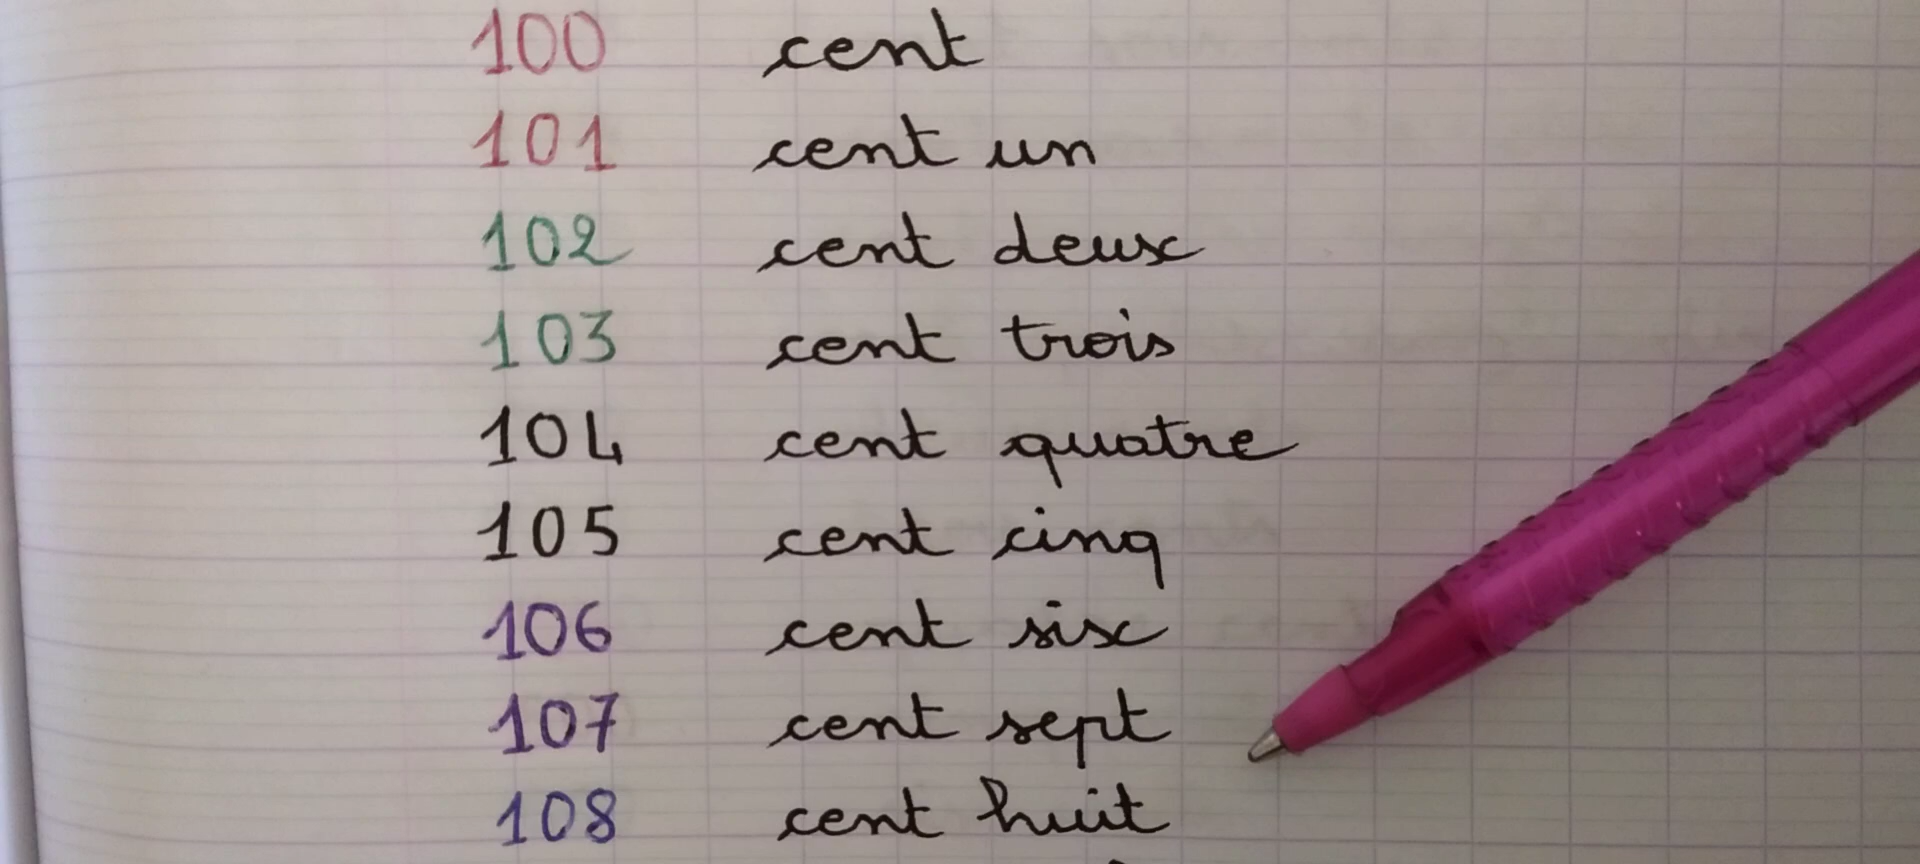 100 cent
101 cent un
102 cent deux
103 cent trois
104 cent quatre
105 cent cinq
106 cent six
107 cent sept
108 cent huit